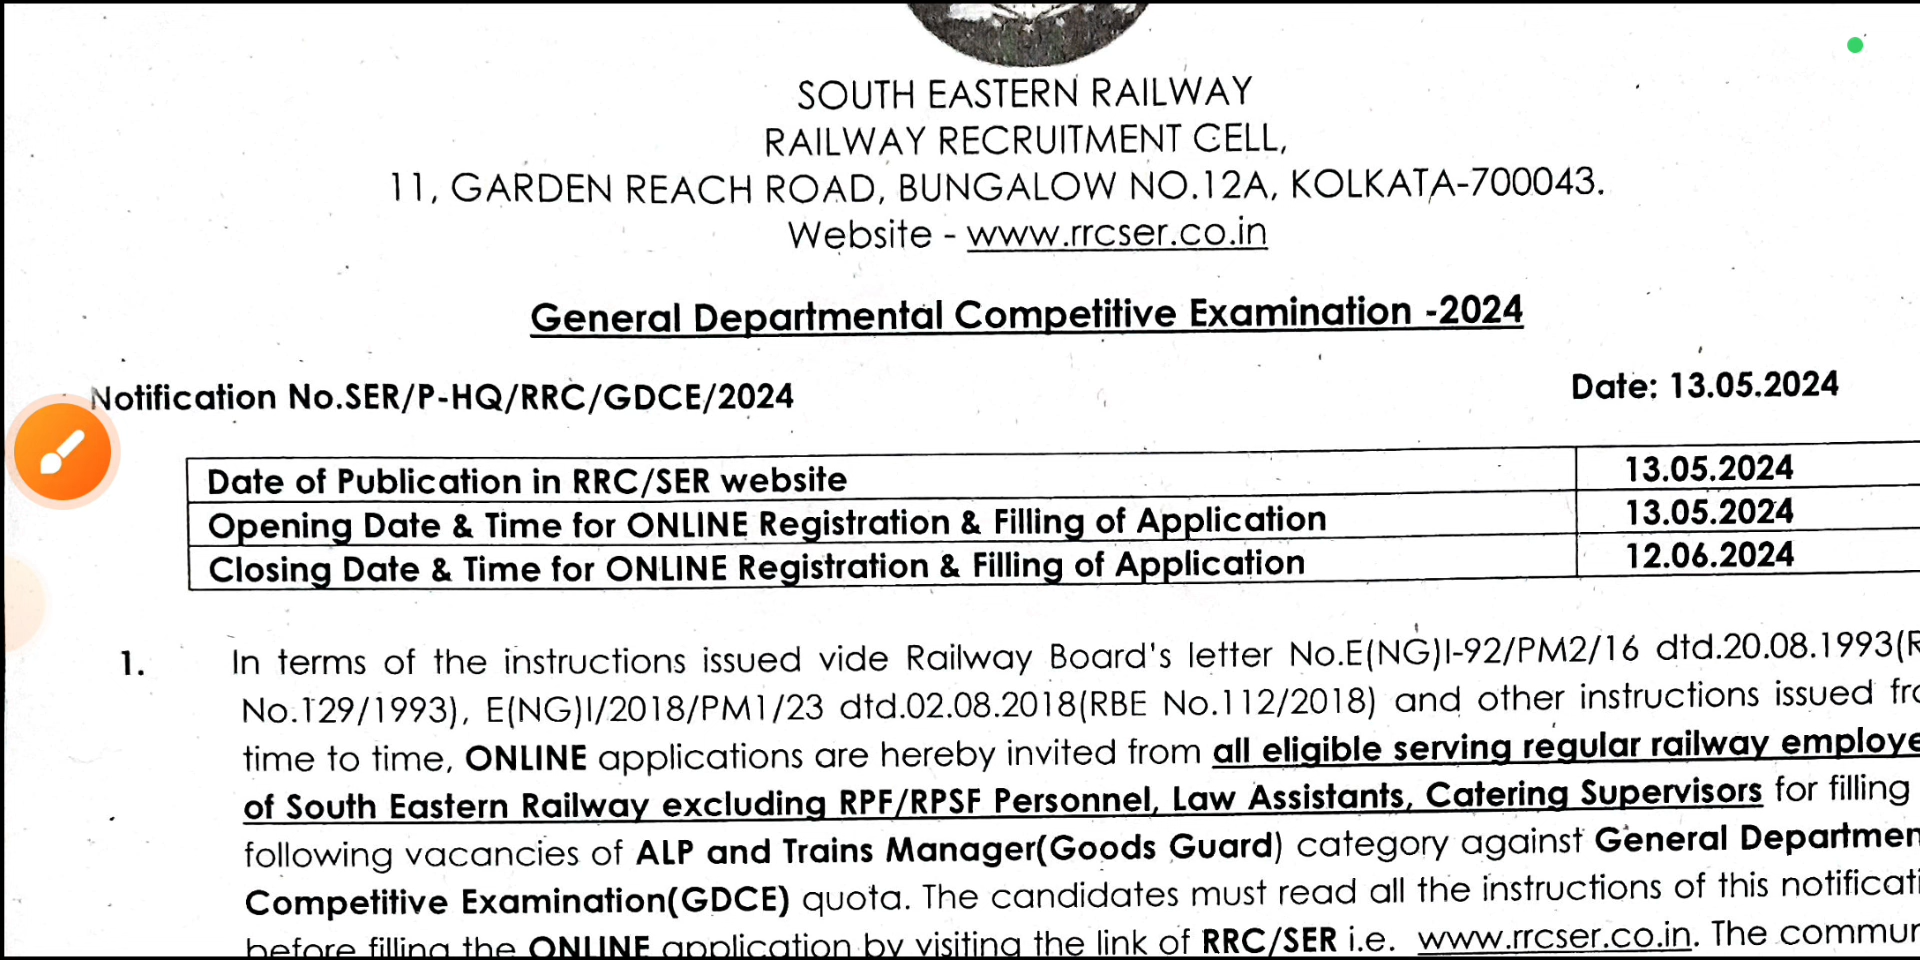 SOUTH EASTERN RAILWAY
RAILWAY RECRUITMENT CELL,
11, GARDEN REACH ROAD, BUNGALOW NO.12A, KOLKATA-700043.
Website - www.rrcser.co.in
General Departmental Competitive Examination -2024
Notification No.SER/P-HQ/RRC/GDCE/2024 Date: 13.05.2024
Date of Publication in RRC/SER website 13.05.2024
Opening Date & Time for ONLINE Registration & Filling of Application 13.05.2024
Closing Date & Time for ONLINE Registration & Filling of Application 12.06.2024
1. In terms of the instructions issued vide Railway Board's letter No.E(NG)I-92/PM2/16 dtd.20.08.1993(R
No.129/1993), E(NG)I/2018/PM1/23 dtd.02.08.2018(RBE No.112/2018) and other instructions issued fro
time to time, ONLINE applications are hereby invited from all eligible serving regular railway employe
of South Eastern Railway excluding RPF/RPSF Personnel, Law Assistants, Catering Supervisors for filling
following vacancies of ALP and Trains Manager(Goods Guard) category against General Departmen
Competitive Examination(GDCE) quota. The candidates must read all the instructions of this notificati
before filling the ONLINE application by visiting the link of RRC/SER i.e. www.rrcser.co.in. The commun